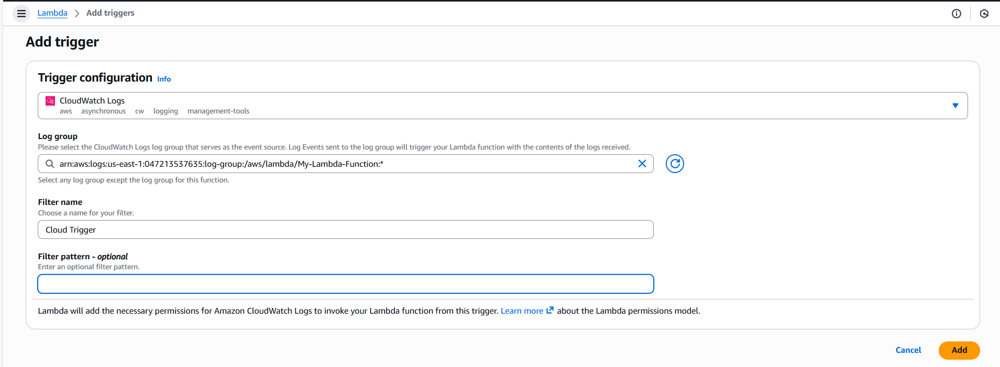 Lambda > Add triggers
Add trigger
Trigger configuration Info
CloudWatch Logs
aws asynchronous cw logging management-tools
Log group
Please select the CloudWatch Logs log group that serves as the event source. Log Events sent to the log group will trigger your Lambda function with the contents of the logs received.
arn:aws:logs:us-east-1:047213537635:log-group:/aws/lambda/My-Lambda-Function:*
Select any log group except the log group for this function.
Filter name
Choose a name for your filter.
Cloud Trigger
Filter pattern - optional
Enter an optional filter pattern.
Lambda will add the necessary permissions for Amazon CloudWatch Logs to invoke your Lambda function from this trigger. Learn more about the Lambda permissions model.
Cancel Add